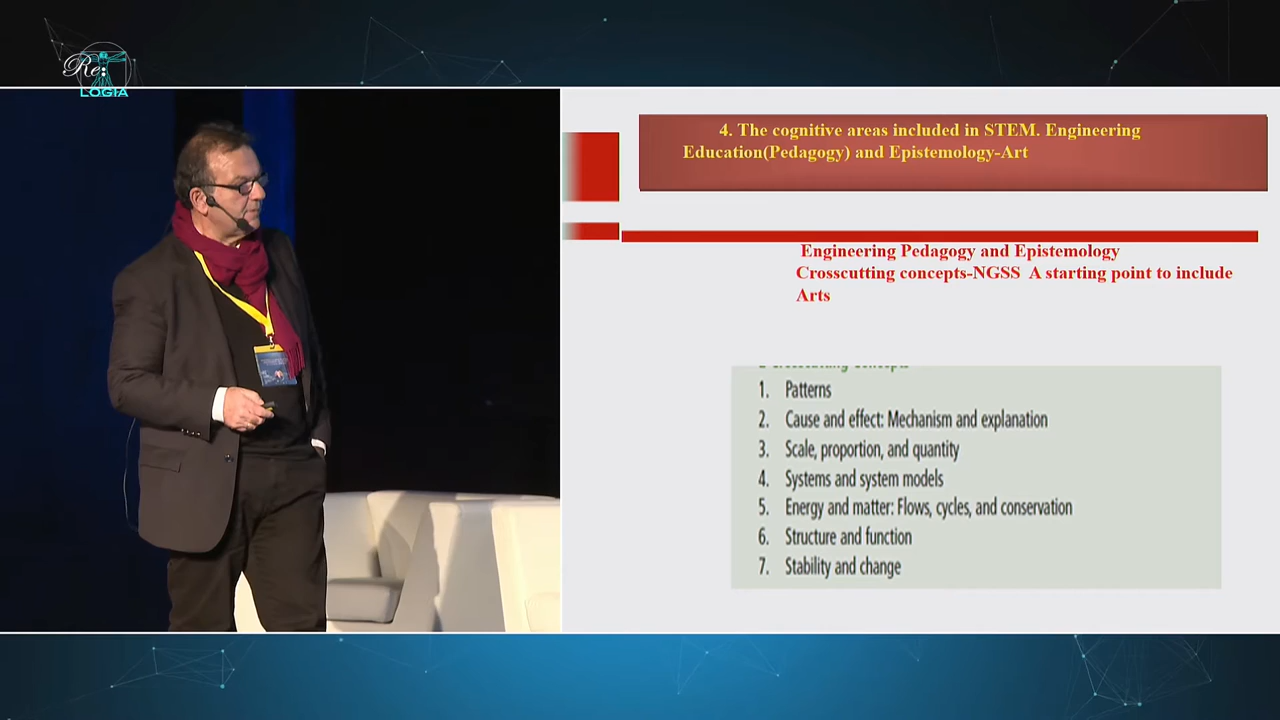 Re:
LOGIA
4. The cognitive areas included in STEM. Engineering
Education(Pedagogy) and Epistemology-Art
Engineering Pedagogy and Epistemology
Crosscutting concepts-NGSS A starting point to include
Arts
1. Patterns
2. Cause and effect: Mechanism and explanation
3. Scale, proportion, and quantity
4. Systems and system models
5. Energy and matter: Flows, cycles, and conservation
6. Structure and function
7. Stability and change